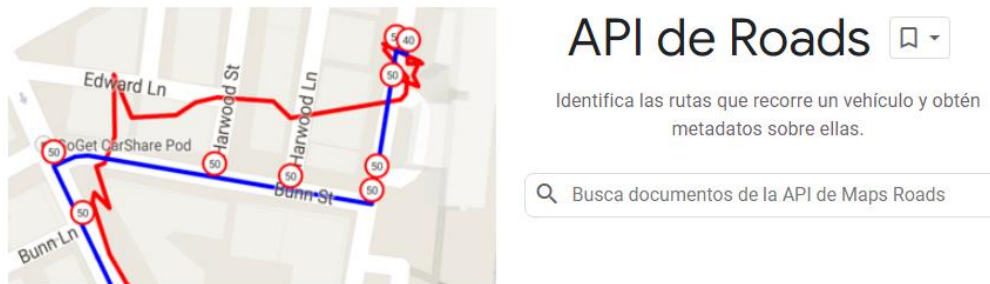 50
40
50
Edward Ln
Harwood St
Harwood Ln
GoGet CarShare Pod
50
50
50
50
50
Bunn St
50
Bunn Ln
API de Roads
Identifica las rutas que recorre un vehículo y obtén
metadatos sobre ellas.
Busca documentos de la API de Maps Roads